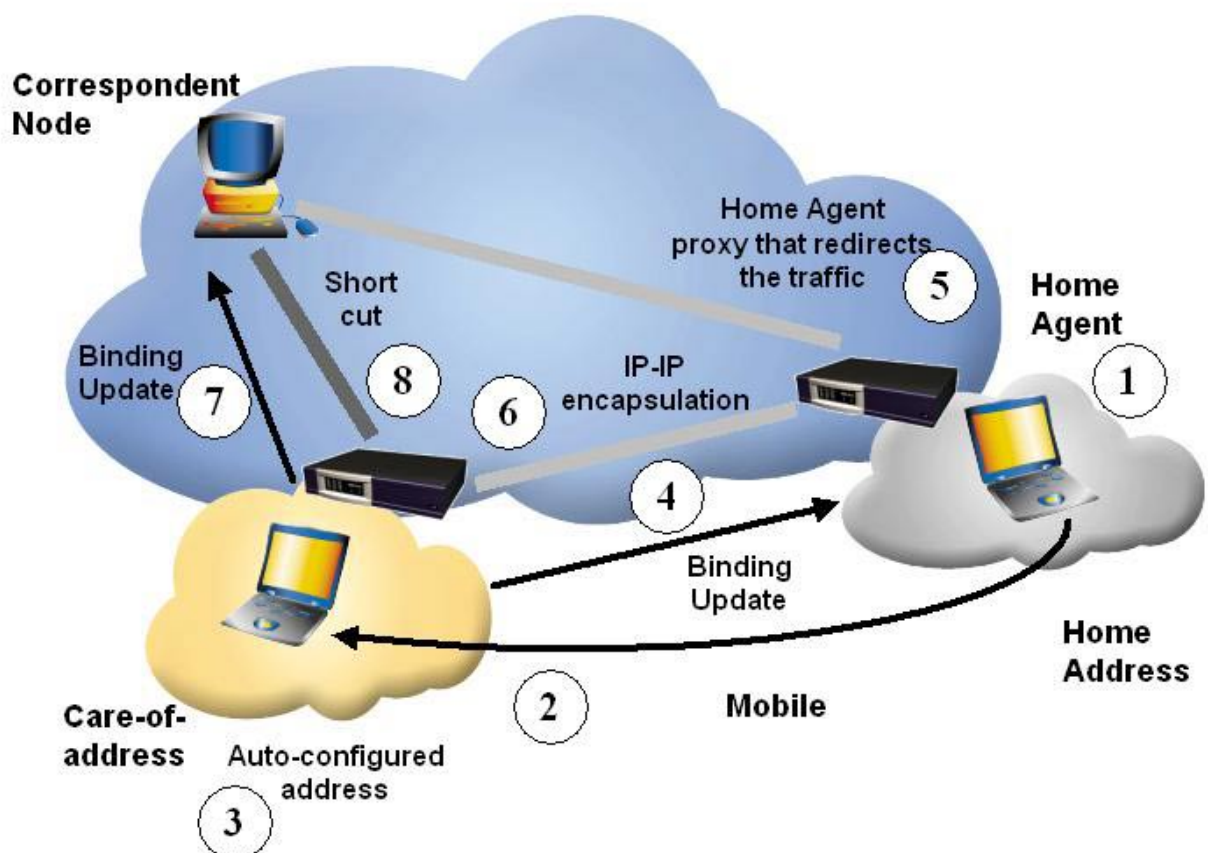 Correspondent
Node
Home Agent
proxy that redirects
the traffic
5
Home
Agent
1
Short
cut
Binding
Update
7
8
6
IP-IP
encapsulation
4
Binding
Update
Home
Address
2
Mobile
Care-of-
address
Auto-configured
address
3